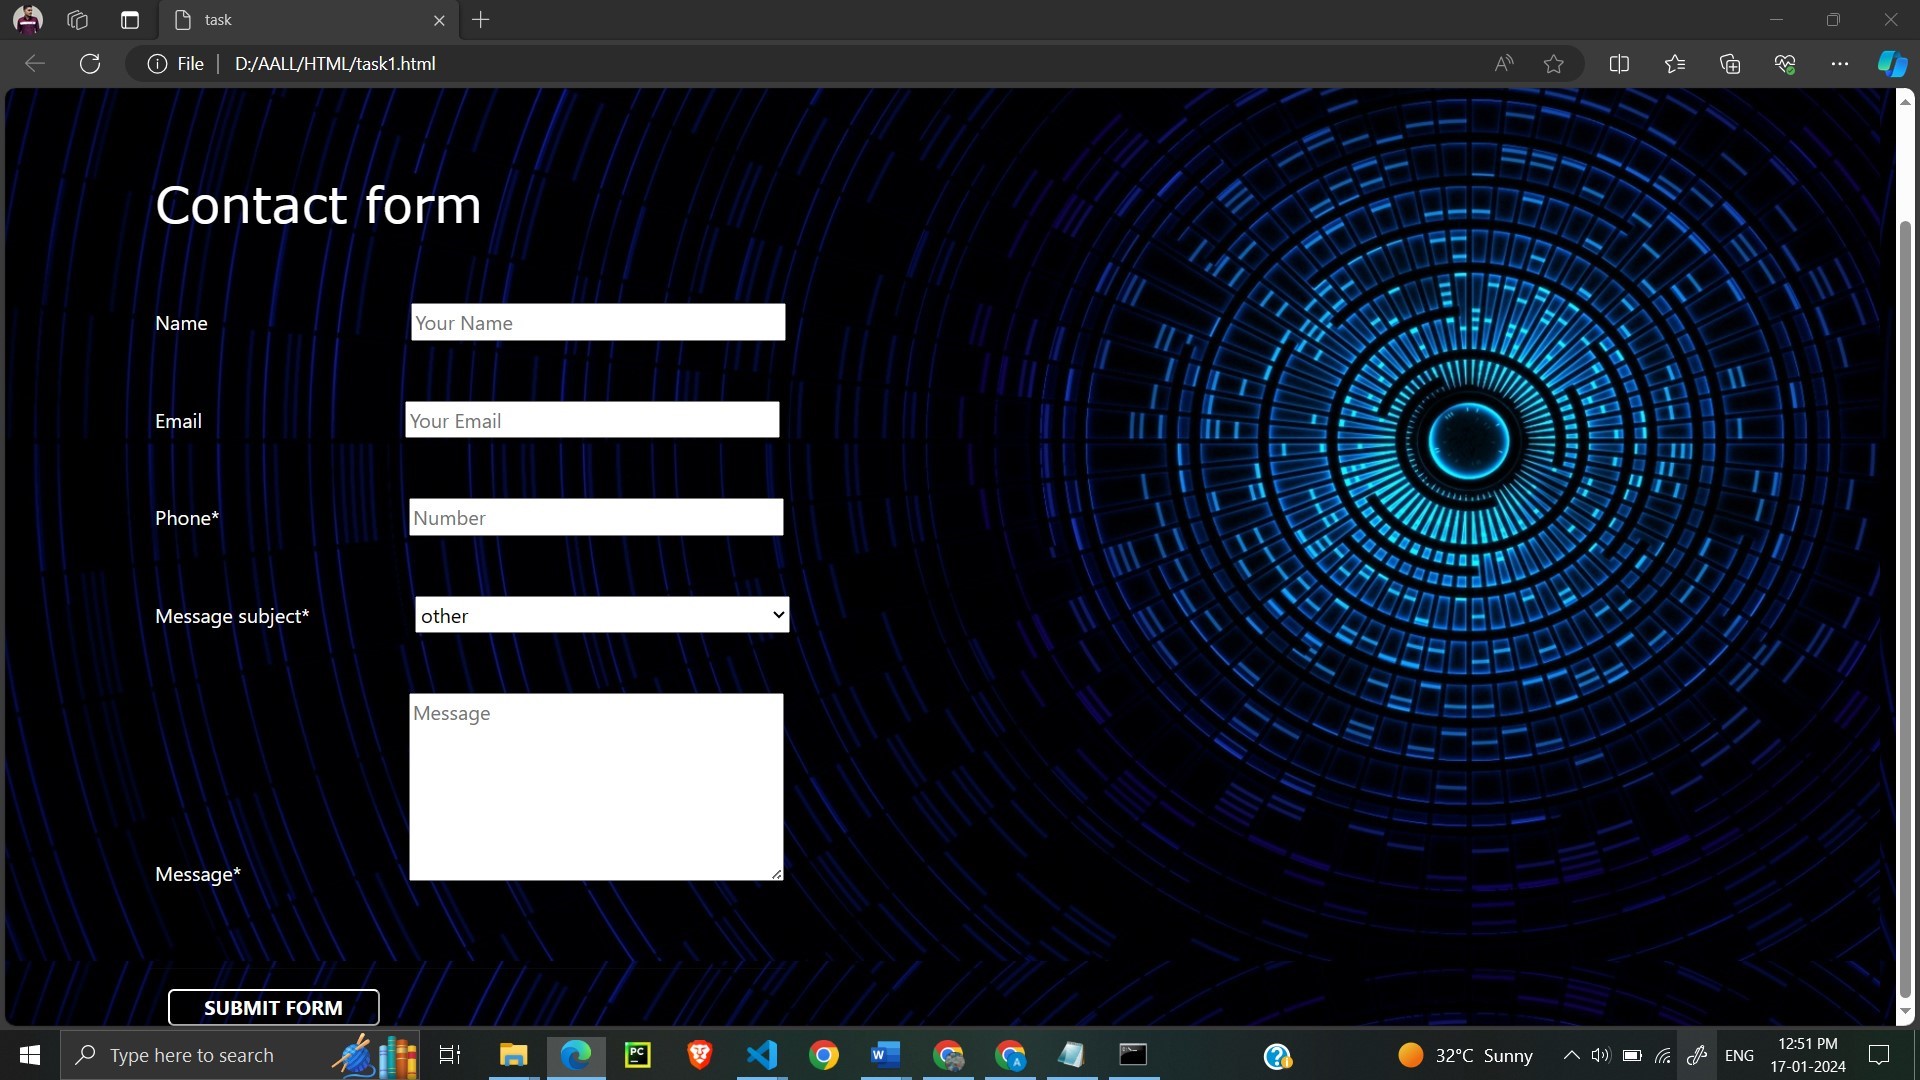 task
File
D:/AALL/HTML/task1.html
Contact form
Name
Your Name
Email
Your Email
Phone*
Number
Message subject*
other
Message
Message*
SUBMIT FORM
Type here to search
PC
W
A
32°C Sunny
ENG
12:51 PM
17-01-2024